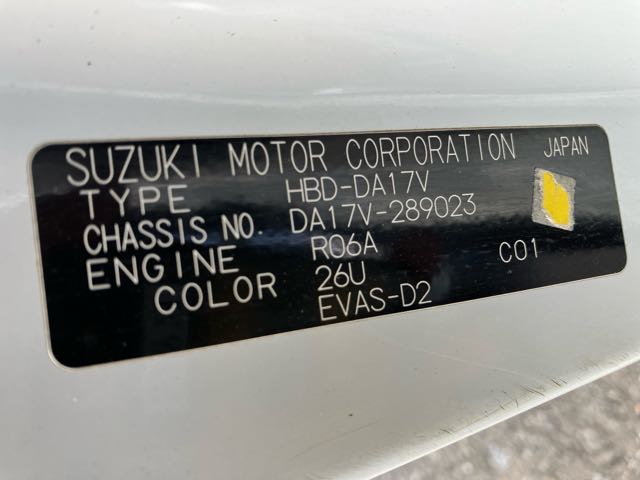 SUZUKI MOTOR CORPORATION JAPAN
TYPE HBD-DA17V
CHASSIS NO. DA17V-289023
ENGINE R06A
COLOR 26U C01
EVAS-D2